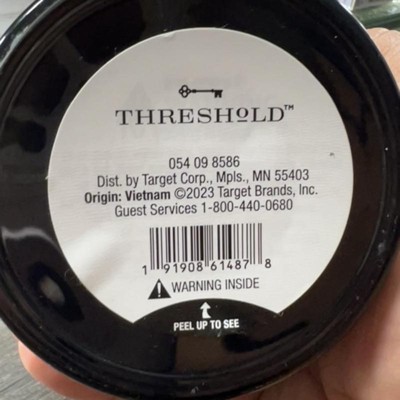 THRESHOLD™
054 09 8586
Dist. by Target Corp., Mpls., MN 55403
Origin: Vietnam ©2023 Target Brands, Inc.
Guest Services 1-800-440-0680
1 91908 61487 8
WARNING INSIDE
PEEL UP TO SEE